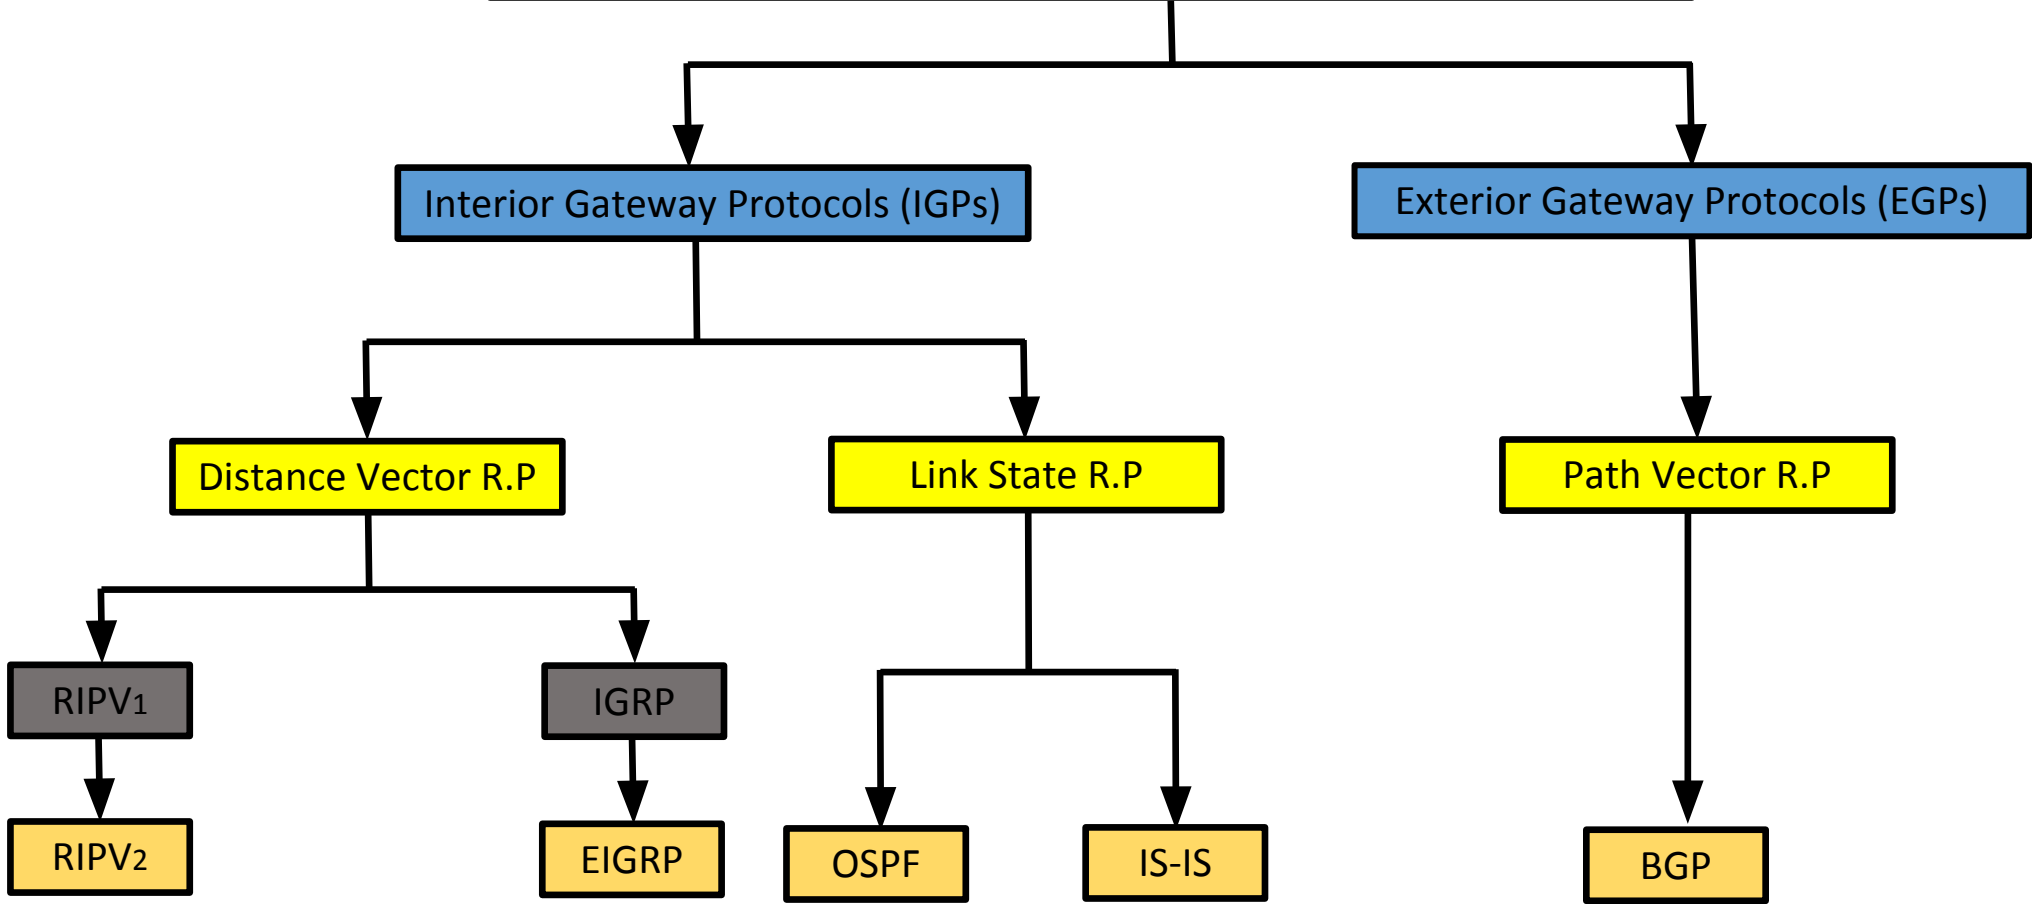 Interior Gateway Protocols (IGPs)
Exterior Gateway Protocols (EGPs)
Distance Vector R.P
Link State R.P
Path Vector R.P
RIPV1
IGRP
RIPV2
EIGRP
OSPF
IS-IS
BGP